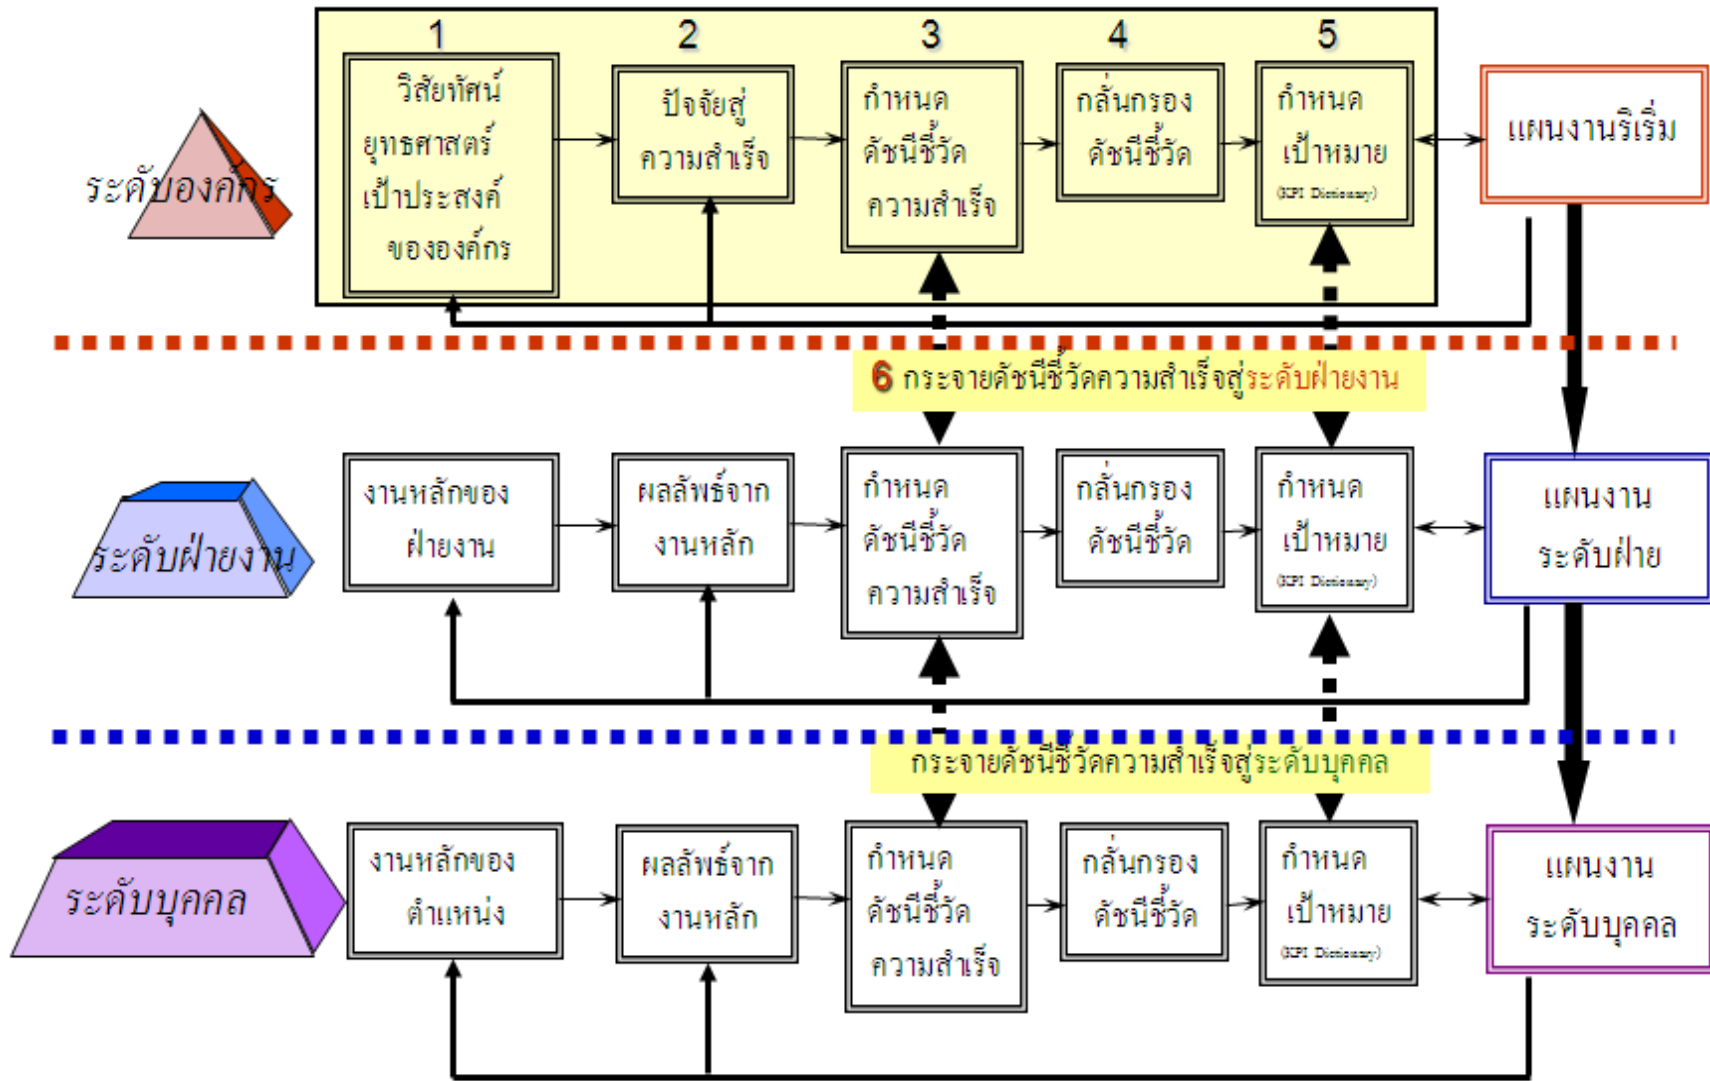 1
2
3
4
5
ระดับองค์กร
วิสัยทัศน์
ยุทธศาสตร์
เป้าประสงค์
ขององค์กร
ปัจจัยสู่
ความสำเร็จ
กำหนด
ดัชนีชี้วัด
ความสำเร็จ
กลั่นกรอง
ดัชนีชี้วัด
กำหนด
เป้าหมาย
(KPI Dictionary)
แผนงานริเริ่ม
6 กระจายดัชนีชี้วัดความสำเร็จสู่ระดับฝ่ายงาน
ระดับฝ่ายงาน
งานหลักของ
ฝ่ายงาน
ผลลัพธ์จาก
งานหลัก
กำหนด
ดัชนีชี้วัด
ความสำเร็จ
กลั่นกรอง
ดัชนีชี้วัด
กำหนด
เป้าหมาย
(KPI Dictionary)
แผนงาน
ระดับฝ่าย
กระจายดัชนีชี้วัดความสำเร็จสู่ระดับบุคคล
ระดับบุคคล
งานหลักของ
ตำแหน่ง
ผลลัพธ์จาก
งานหลัก
กำหนด
ดัชนีชี้วัด
ความสำเร็จ
กลั่นกรอง
ดัชนีชี้วัด
กำหนด
เป้าหมาย
(KPI Dictionary)
แผนงาน
ระดับบุคคล